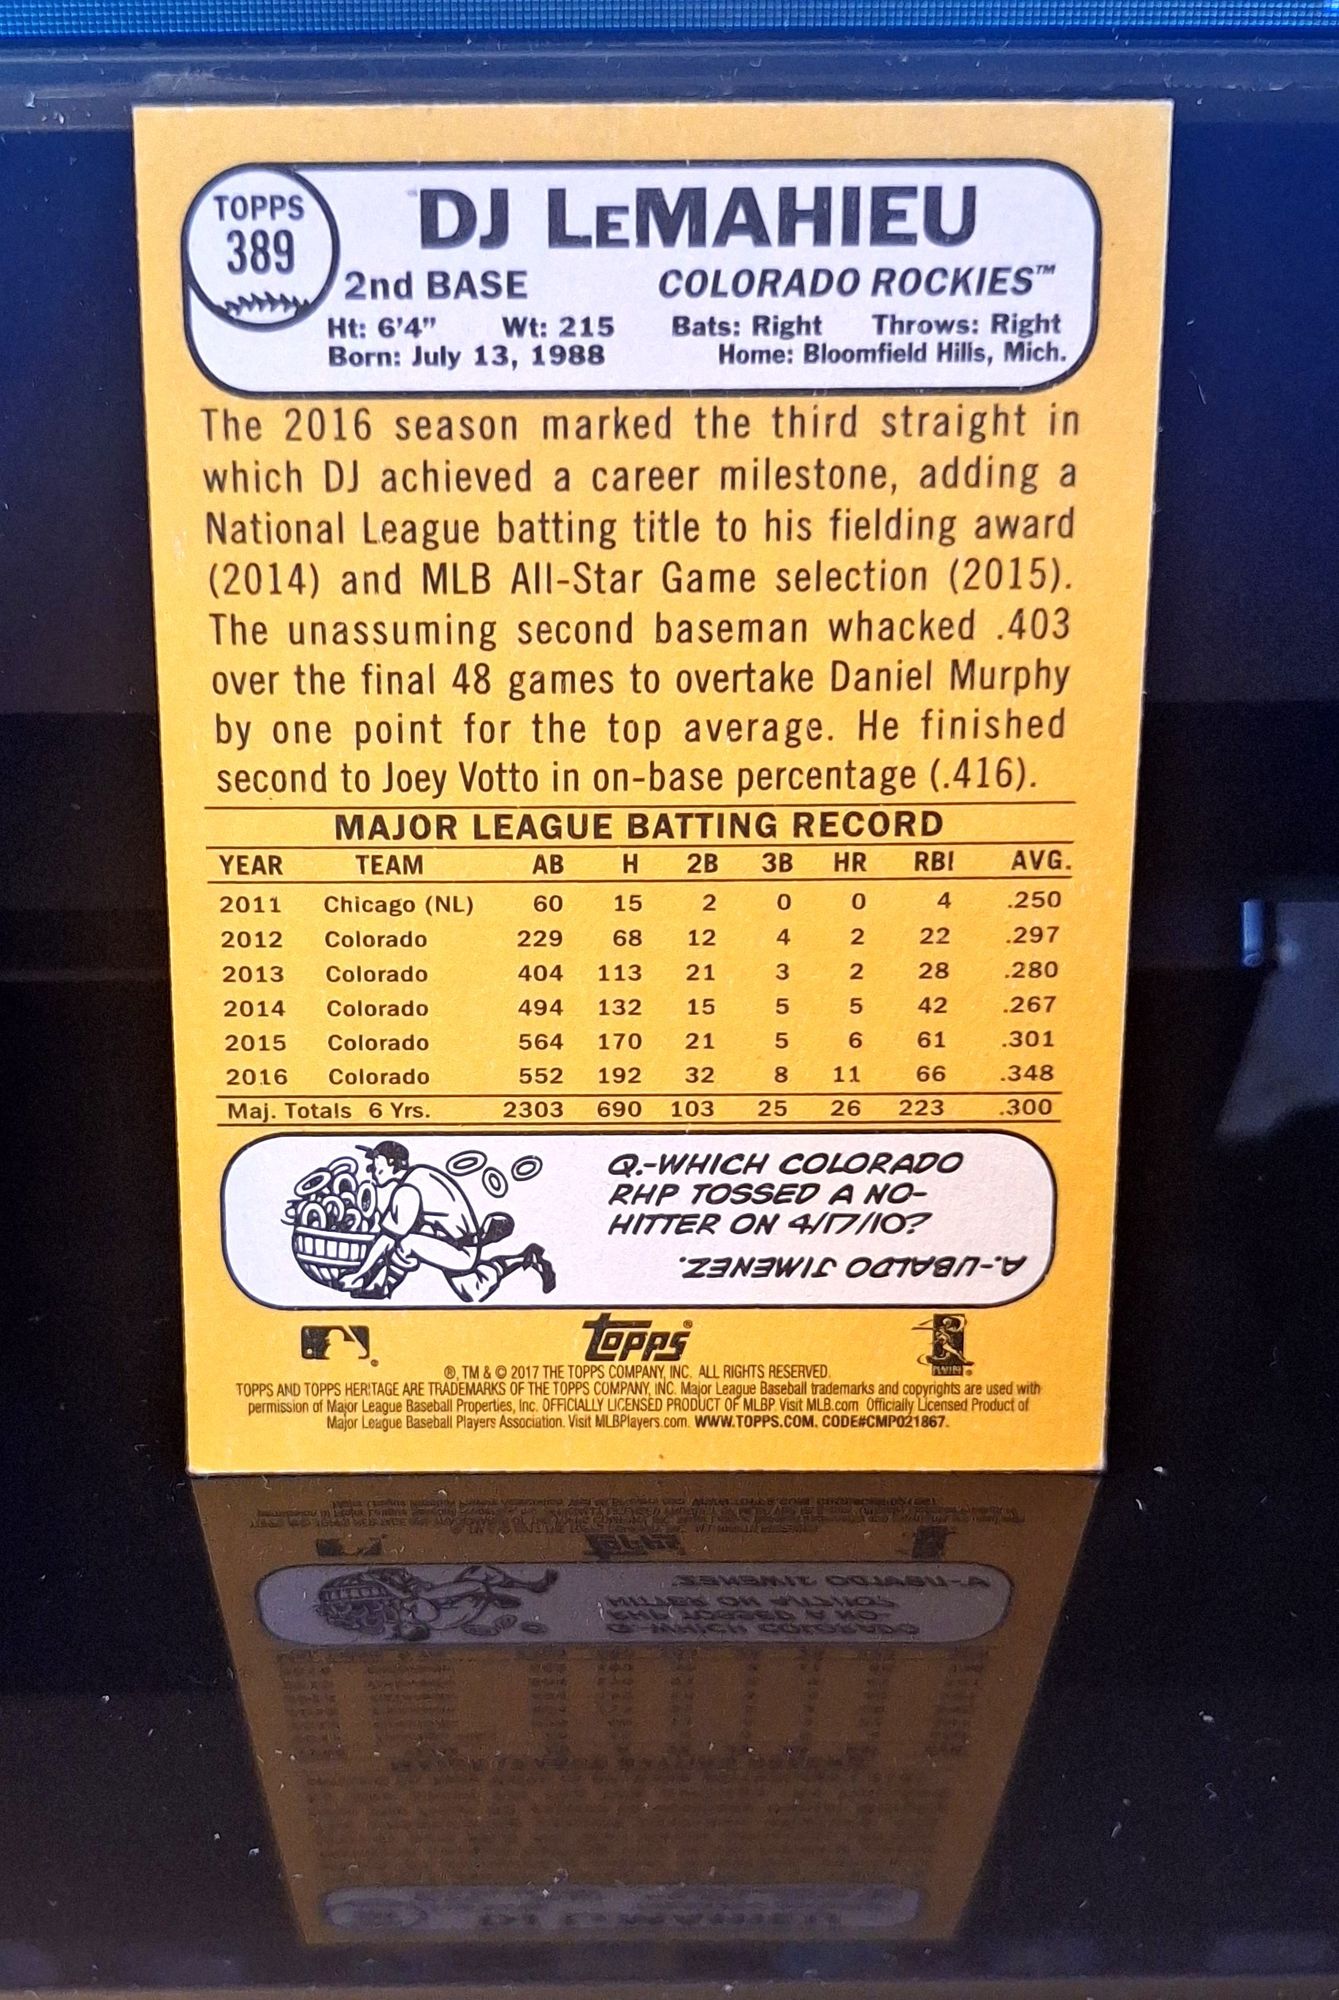 TOPPS
389
DJ LeMAHIEU
2nd BASE COLORADO ROCKIES™
Ht: 6'4" Wt: 215 Bats: Right Throws: Right
Born: July 13, 1988 Home: Bloomfield Hills, Mich.
The 2016 season marked the third straight in
which DJ achieved a career milestone, adding a
National League batting title to his fielding award
(2014) and MLB All-Star Game selection (2015).
The unassuming second baseman whacked .403
over the final 48 games to overtake Daniel Murphy
by one point for the top average. He finished
second to Joey Votto in on-base percentage (.416).
MAJOR LEAGUE BATTING RECORD
YEAR TEAM AB H 2B 3B HR RBI AVG.
2011 Chicago (NL) 60 15 2 0 0 4 .250
2012 Colorado 229 68 12 4 2 22 .297
2013 Colorado 404 113 21 3 2 28 .280
2014 Colorado 494 132 15 5 5 42 .267
2015 Colorado 564 170 21 5 6 61 .301
2016 Colorado 552 192 32 8 11 66 .348
Maj. Totals 6 Yrs. 2303 690 103 25 26 223 .300
Q.-WHICH COLORADO
RHP TOSSED A NO-
HITTER ON 4/17/10?
A.-UBALDO JIMENEZ.
Topps®
®, TM & © 2017 THE TOPPS COMPANY, INC. ALL RIGHTS RESERVED.
TOPPS AND TOPPS HERITAGE ARE TRADEMARKS OF THE TOPPS COMPANY, INC. Major League Baseball trademarks and copyrights are used with
permission of Major League Baseball Properties, Inc. OFFICIALLY LICENSED PRODUCT OF MLBP. Visit MLB.com Officially Licensed Product of
Major League Baseball Players Association. Visit MLBPlayers.com. WWW.TOPPS.COM. CODE#CMP021867.